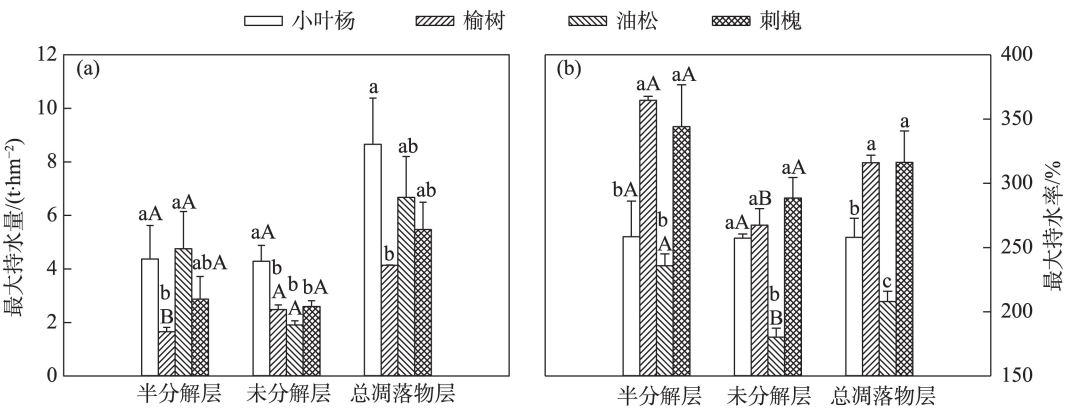 小叶杨 榆树 油松 刺槐
(a)
最大持水量/(t·hm⁻²)
12
10
8
6
4
2
0
aA
b
B
aA
abA
aA
b
A
b
A
bA
a
b
ab
ab
半分解层 未分解层 总凋落物层
(b)
bA
aA
b
A
aA
aA
aB
b
B
aA
b
a
c
a
400
350
300
250
200
150
最大持水率/%
半分解层 未分解层 总凋落物层